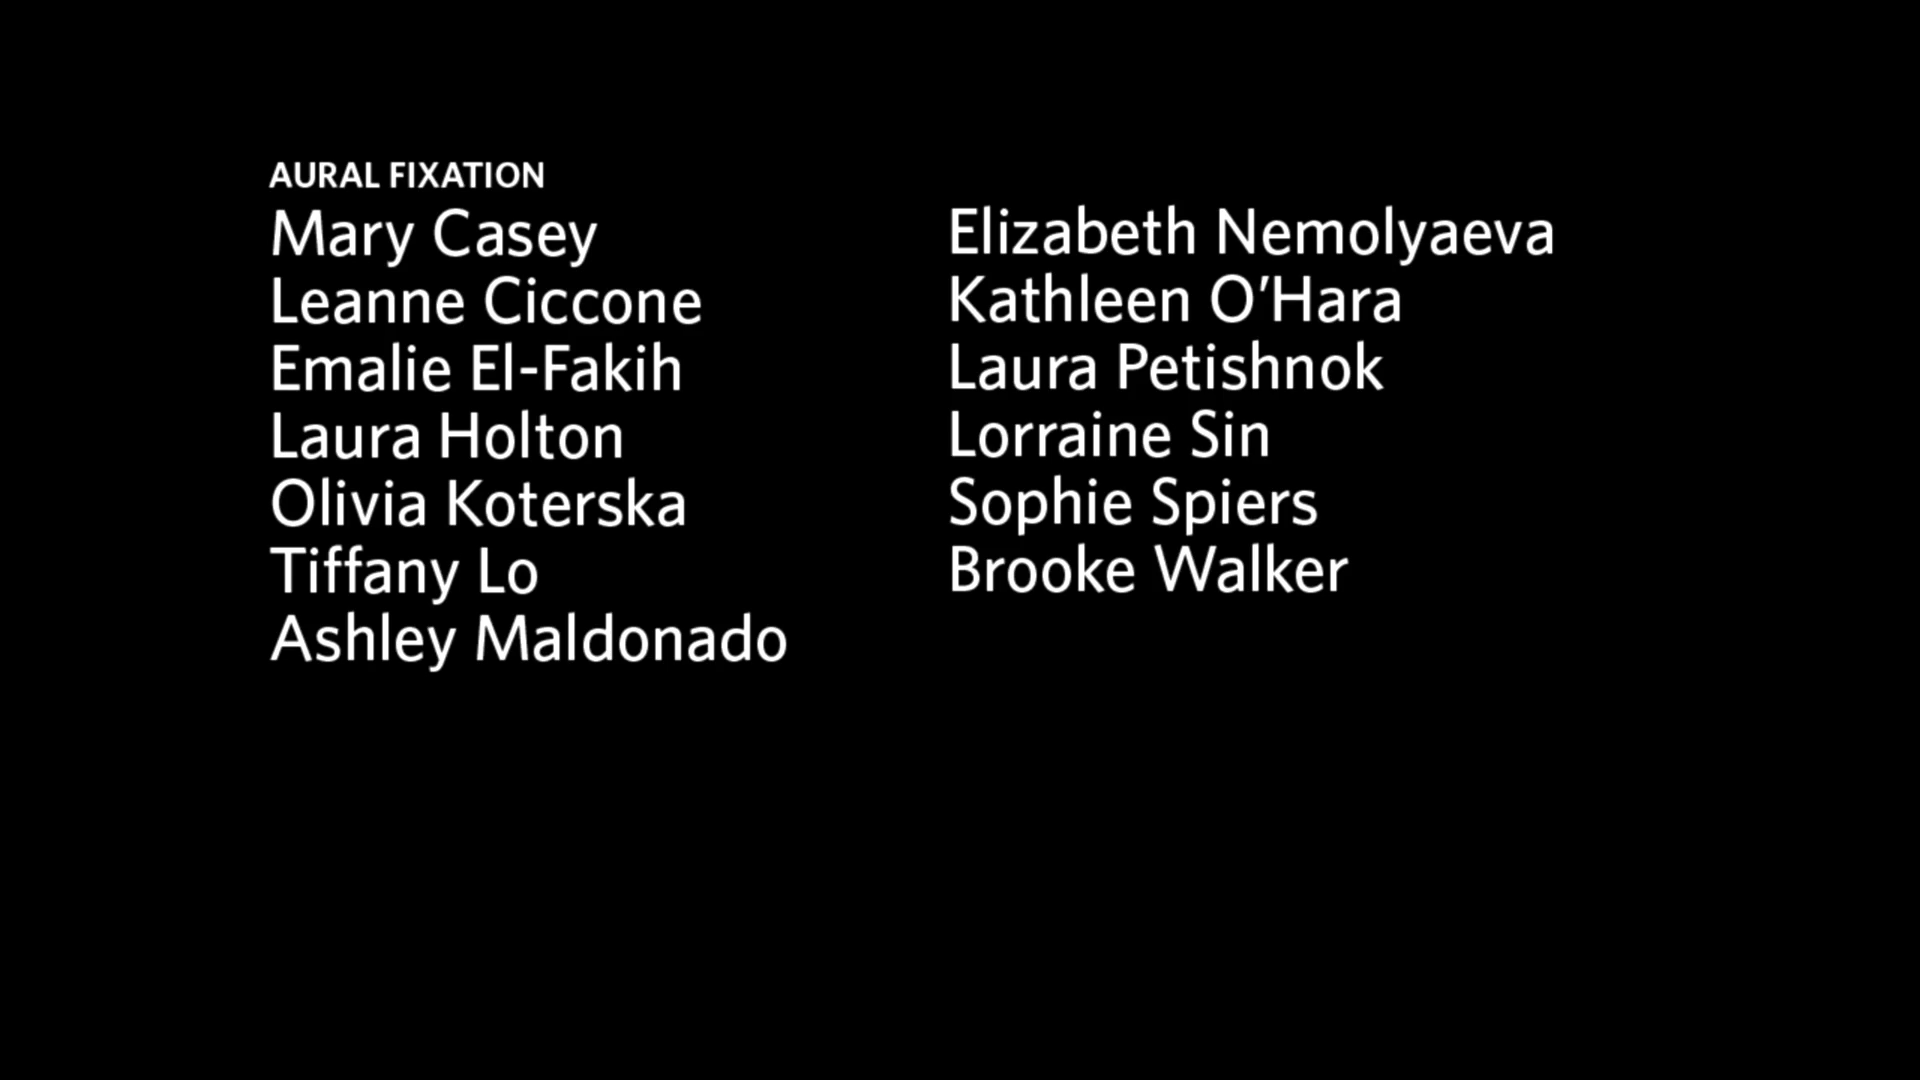 AURAL FIXATION
Mary Casey
Leanne Ciccone
Emalie El-Fakih
Laura Holton
Olivia Koterska
Tiffany Lo
Ashley Maldonado
Elizabeth Nemolyaeva
Kathleen O’Hara
Laura Petishnok
Lorraine Sin
Sophie Spiers
Brooke Walker